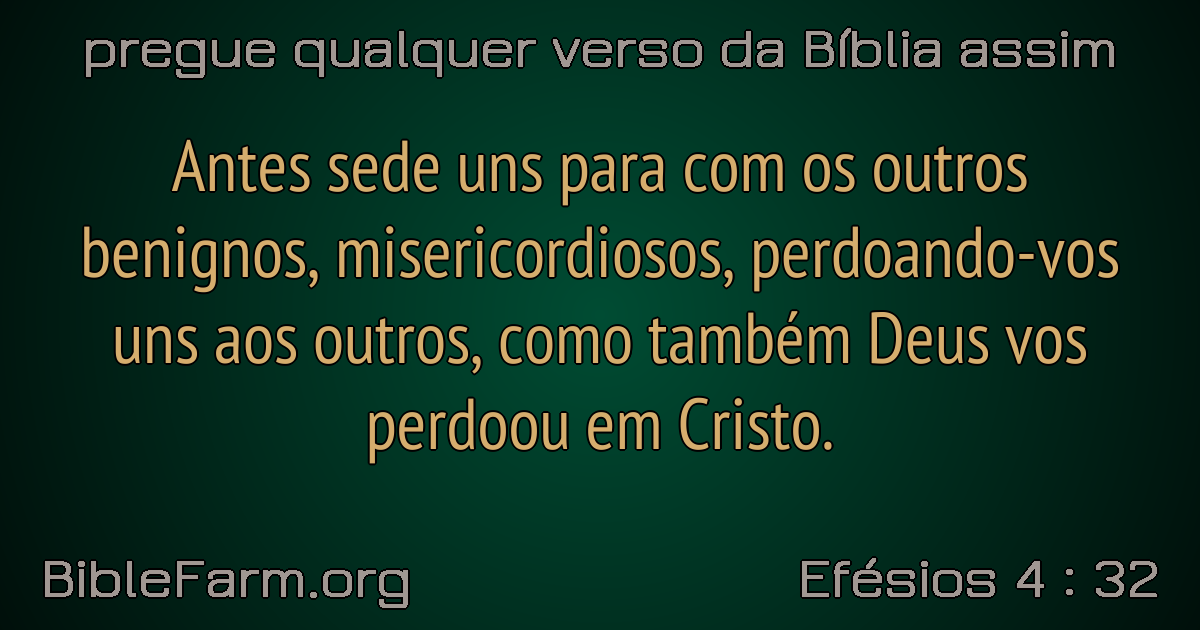 pregue qualquer verso da Bíblia assim
Antes sede uns para com os outros
benignos, misericordiosos, perdoando-vos
uns aos outros, como também Deus vos
perdoou em Cristo.
BibleFarm.org
Efésios 4 : 32